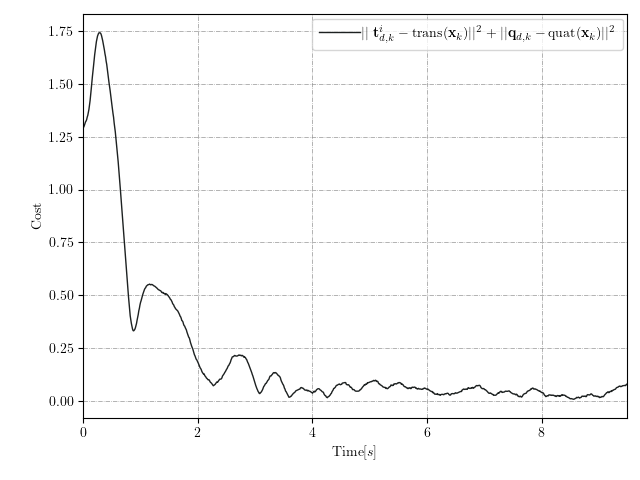 || t^i_{d,k} − trans(x_k)||² + ||q_{d,k} − quat(x_k)||²
1.75
1.50
1.25
1.00
0.75
0.50
0.25
0.00
Cost
0 2 4 6 8
Time[s]